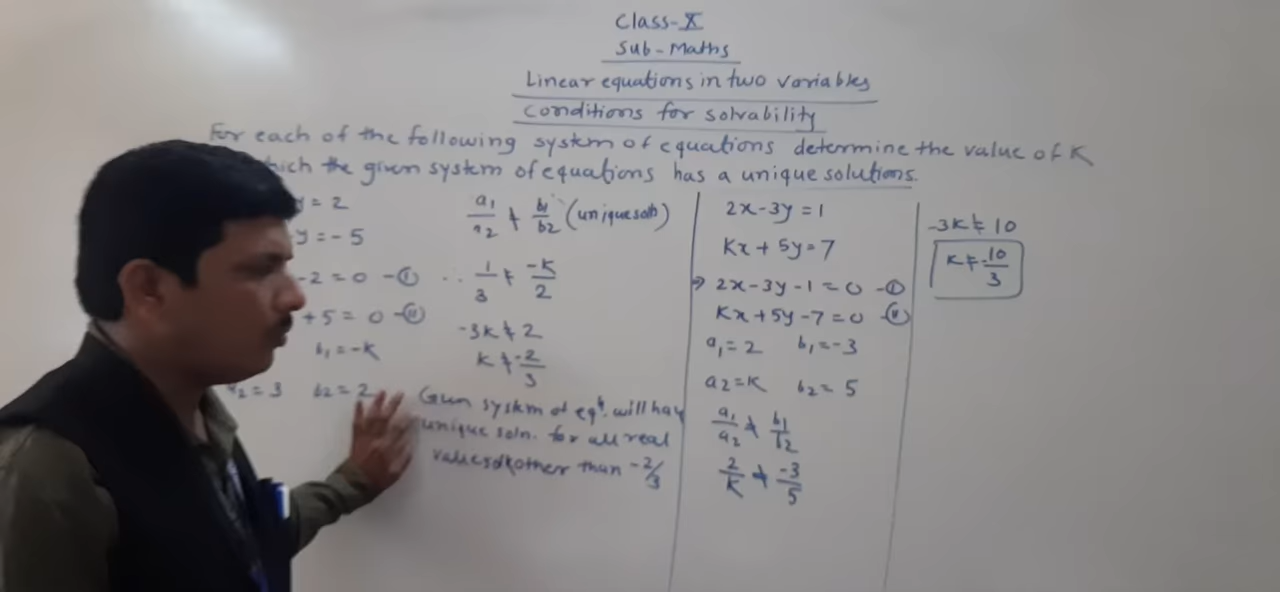 Class-X
Sub-Maths
Linear equations in two variables
Conditions for solvability
For each of the following system of equations determine the value of K
which the given system of equations has a unique solutions.
y = 2
y = -5
-2 = 0 -(I)
+5 = 0 -(II)
b₁ = -K
a₂ = 3 b₂ = 2
a₁/a₂ ≠ b₁/b₂ (unique soln)
∴ 1/3 ≠ -K/2
-3K ≠ 2
K ≠ -2/3
Given system of eqn. will have
unique soln. for all real
values of K other than -2/3
2x-3y = 1
Kx + 5y = 7
⇒ 2x-3y-1 = 0 -(I)
Kx + 5y - 7 = 0 -(II)
a₁ = 2 b₁ = -3
a₂ = K b₂ = 5
a₁/a₂ ≠ b₁/b₂
2/K ≠ -3/5
-3K ≠ 10
K ≠ -10/3